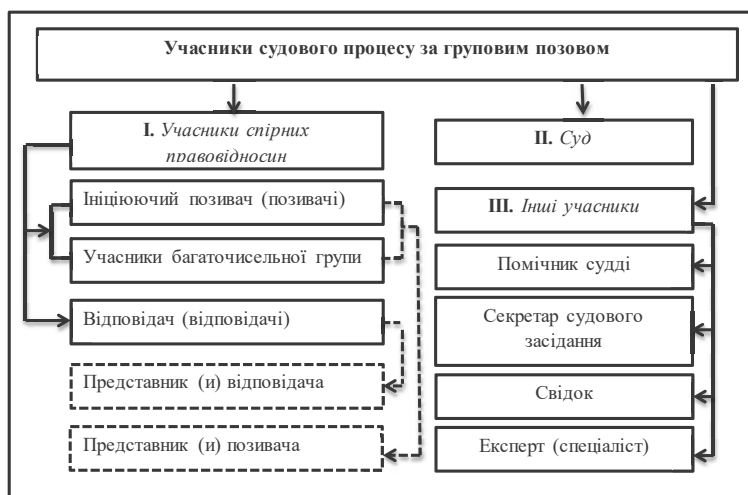 Учасники судового процесу за груповим позовом
I. Учасники спірних
правовідносин
Ініціюючий позивач (позивачі)
Учасники багаточисельної групи
Відповідач (відповідачі)
Представник (и) відповідача
Представник (и) позивача
II. Суд
III. Інші учасники
Помічник судді
Секретар судового
засідання
Свідок
Експерт (спеціаліст)